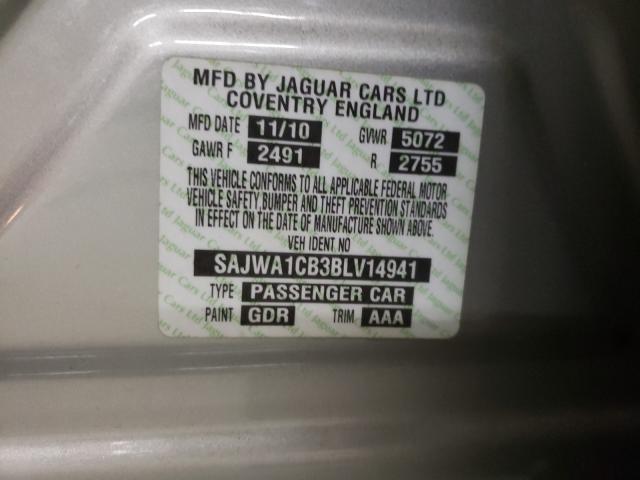 MFD BY JAGUAR CARS LTD
COVENTRY ENGLAND
MFD DATE 11/10 GVWR 5072
GAWR F 2491 R 2755
THIS VEHICLE CONFORMS TO ALL APPLICABLE FEDERAL MOTOR
VEHICLE SAFETY, BUMPER AND THEFT PREVENTION STANDARDS
IN EFFECT ON THE DATE OF MANUFACTURE SHOWN ABOVE.
VEH IDENT NO
SAJWA1CB3BLV14941
TYPE PASSENGER CAR
PAINT GDR TRIM AAA